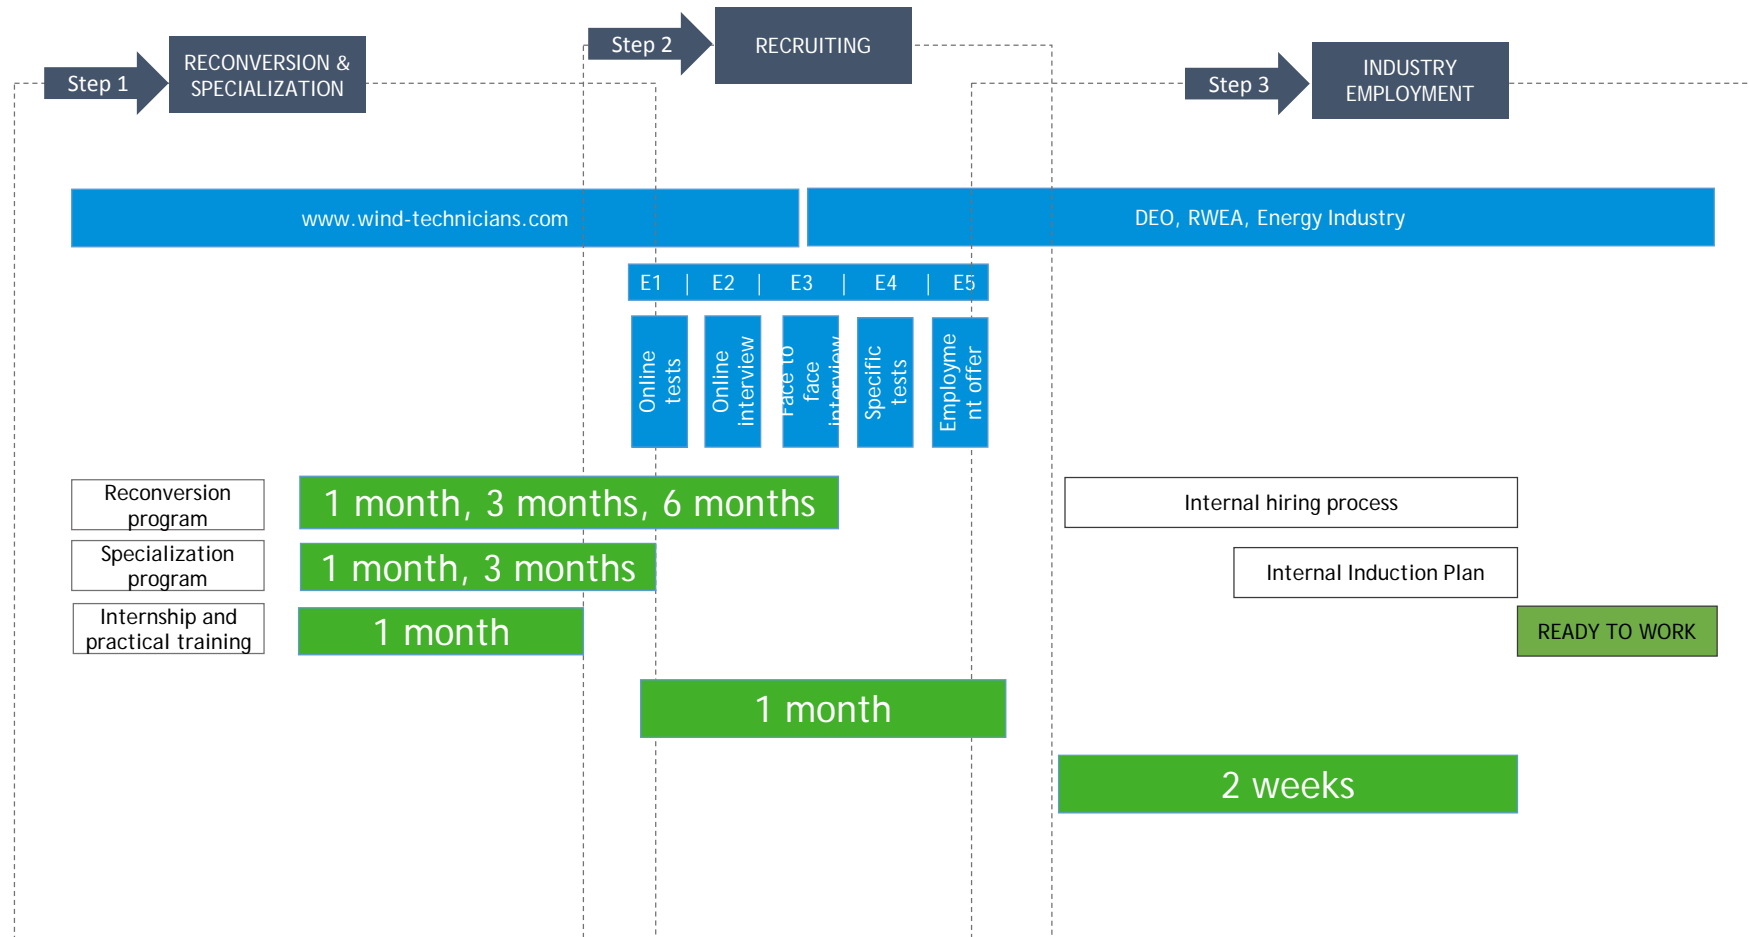 Step 1
RECONVERSION &
SPECIALIZATION
Step 2
RECRUITING
Step 3
INDUSTRY
EMPLOYMENT
www.wind-technicians.com
DEO, RWEA, Energy Industry
E1 | E2 | E3 | E4 | E5
Online
tests
Online
interview
Face to
face
interview
Specific
tests
Employme
nt offer
Reconversion
program
1 month, 3 months, 6 months
Internal hiring process
Specialization
program
1 month, 3 months
Internal Induction Plan
Internship and
practical training
1 month
READY TO WORK
1 month
2 weeks